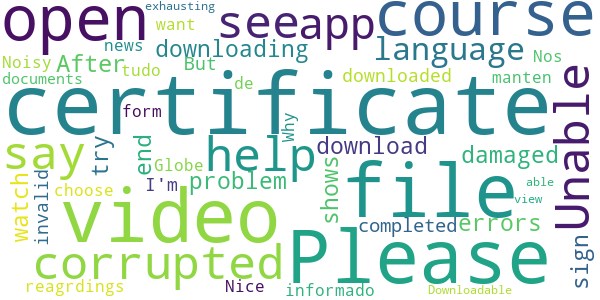 exhausting
open
seeapp
course
want
news
Noisy
After
downloading
language
But
Nos
documents
tudo
de
downloaded
manten
certificate
form
Why
say
try
end
help
download
damaged
Unable
Globe
I'm
problem
shows
file
able
watch
invalid
choose
video
view
completed
errors
Please
corrupted
sign
reagrdings
Nice
informado
Downloadable